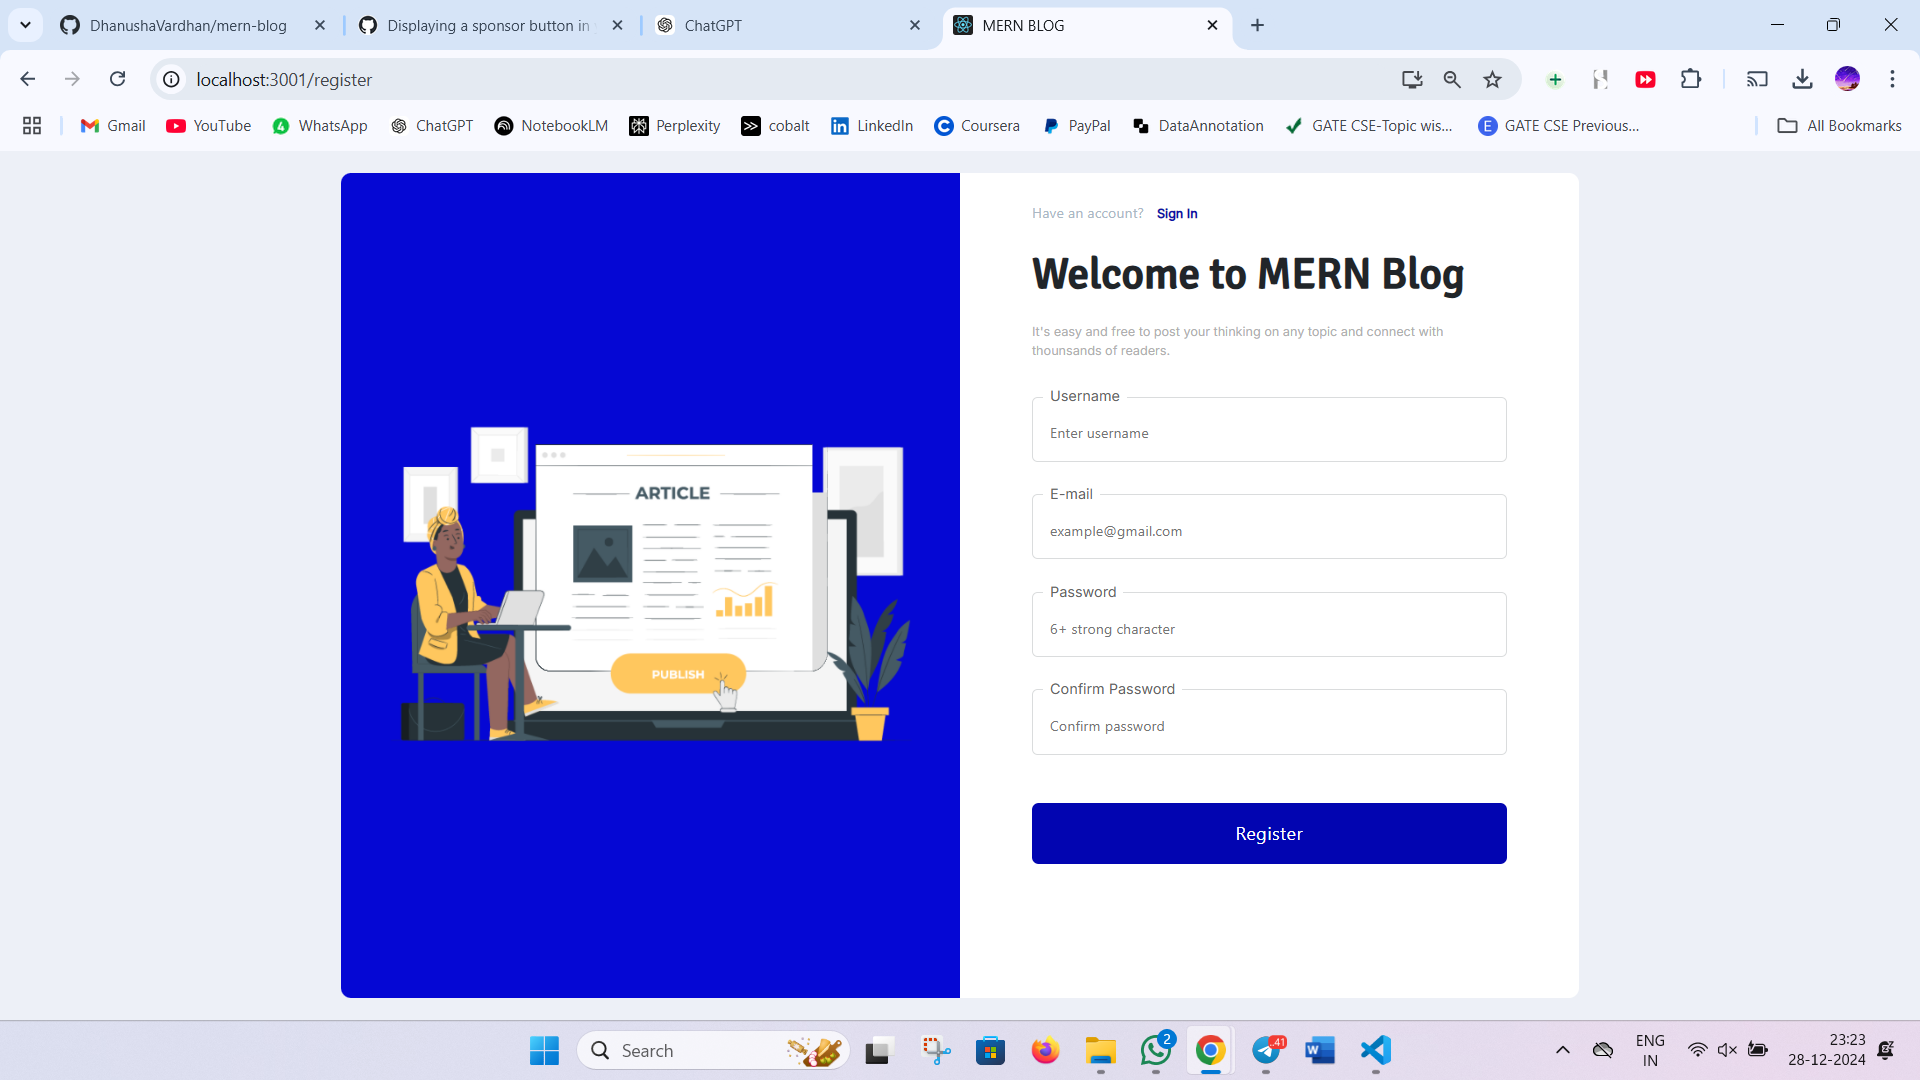 DhanushaVardhan/mern-blog
Displaying a sponsor button in
ChatGPT
MERN BLOG
localhost:3001/register
Gmail
YouTube
WhatsApp
ChatGPT
NotebookLM
Perplexity
cobalt
LinkedIn
Coursera
PayPal
DataAnnotation
GATE CSE-Topic wis...
GATE CSE Previous...
All Bookmarks
Have an account? Sign In
Welcome to MERN Blog
It's easy and free to post your thinking on any topic and connect with
thounsands of readers.
Username
Enter username
E-mail
example@gmail.com
Password
6+ strong character
Confirm Password
Confirm password
Register
ARTICLE
PUBLISH
Search
2
41
ENG
IN
23:23
28-12-2024